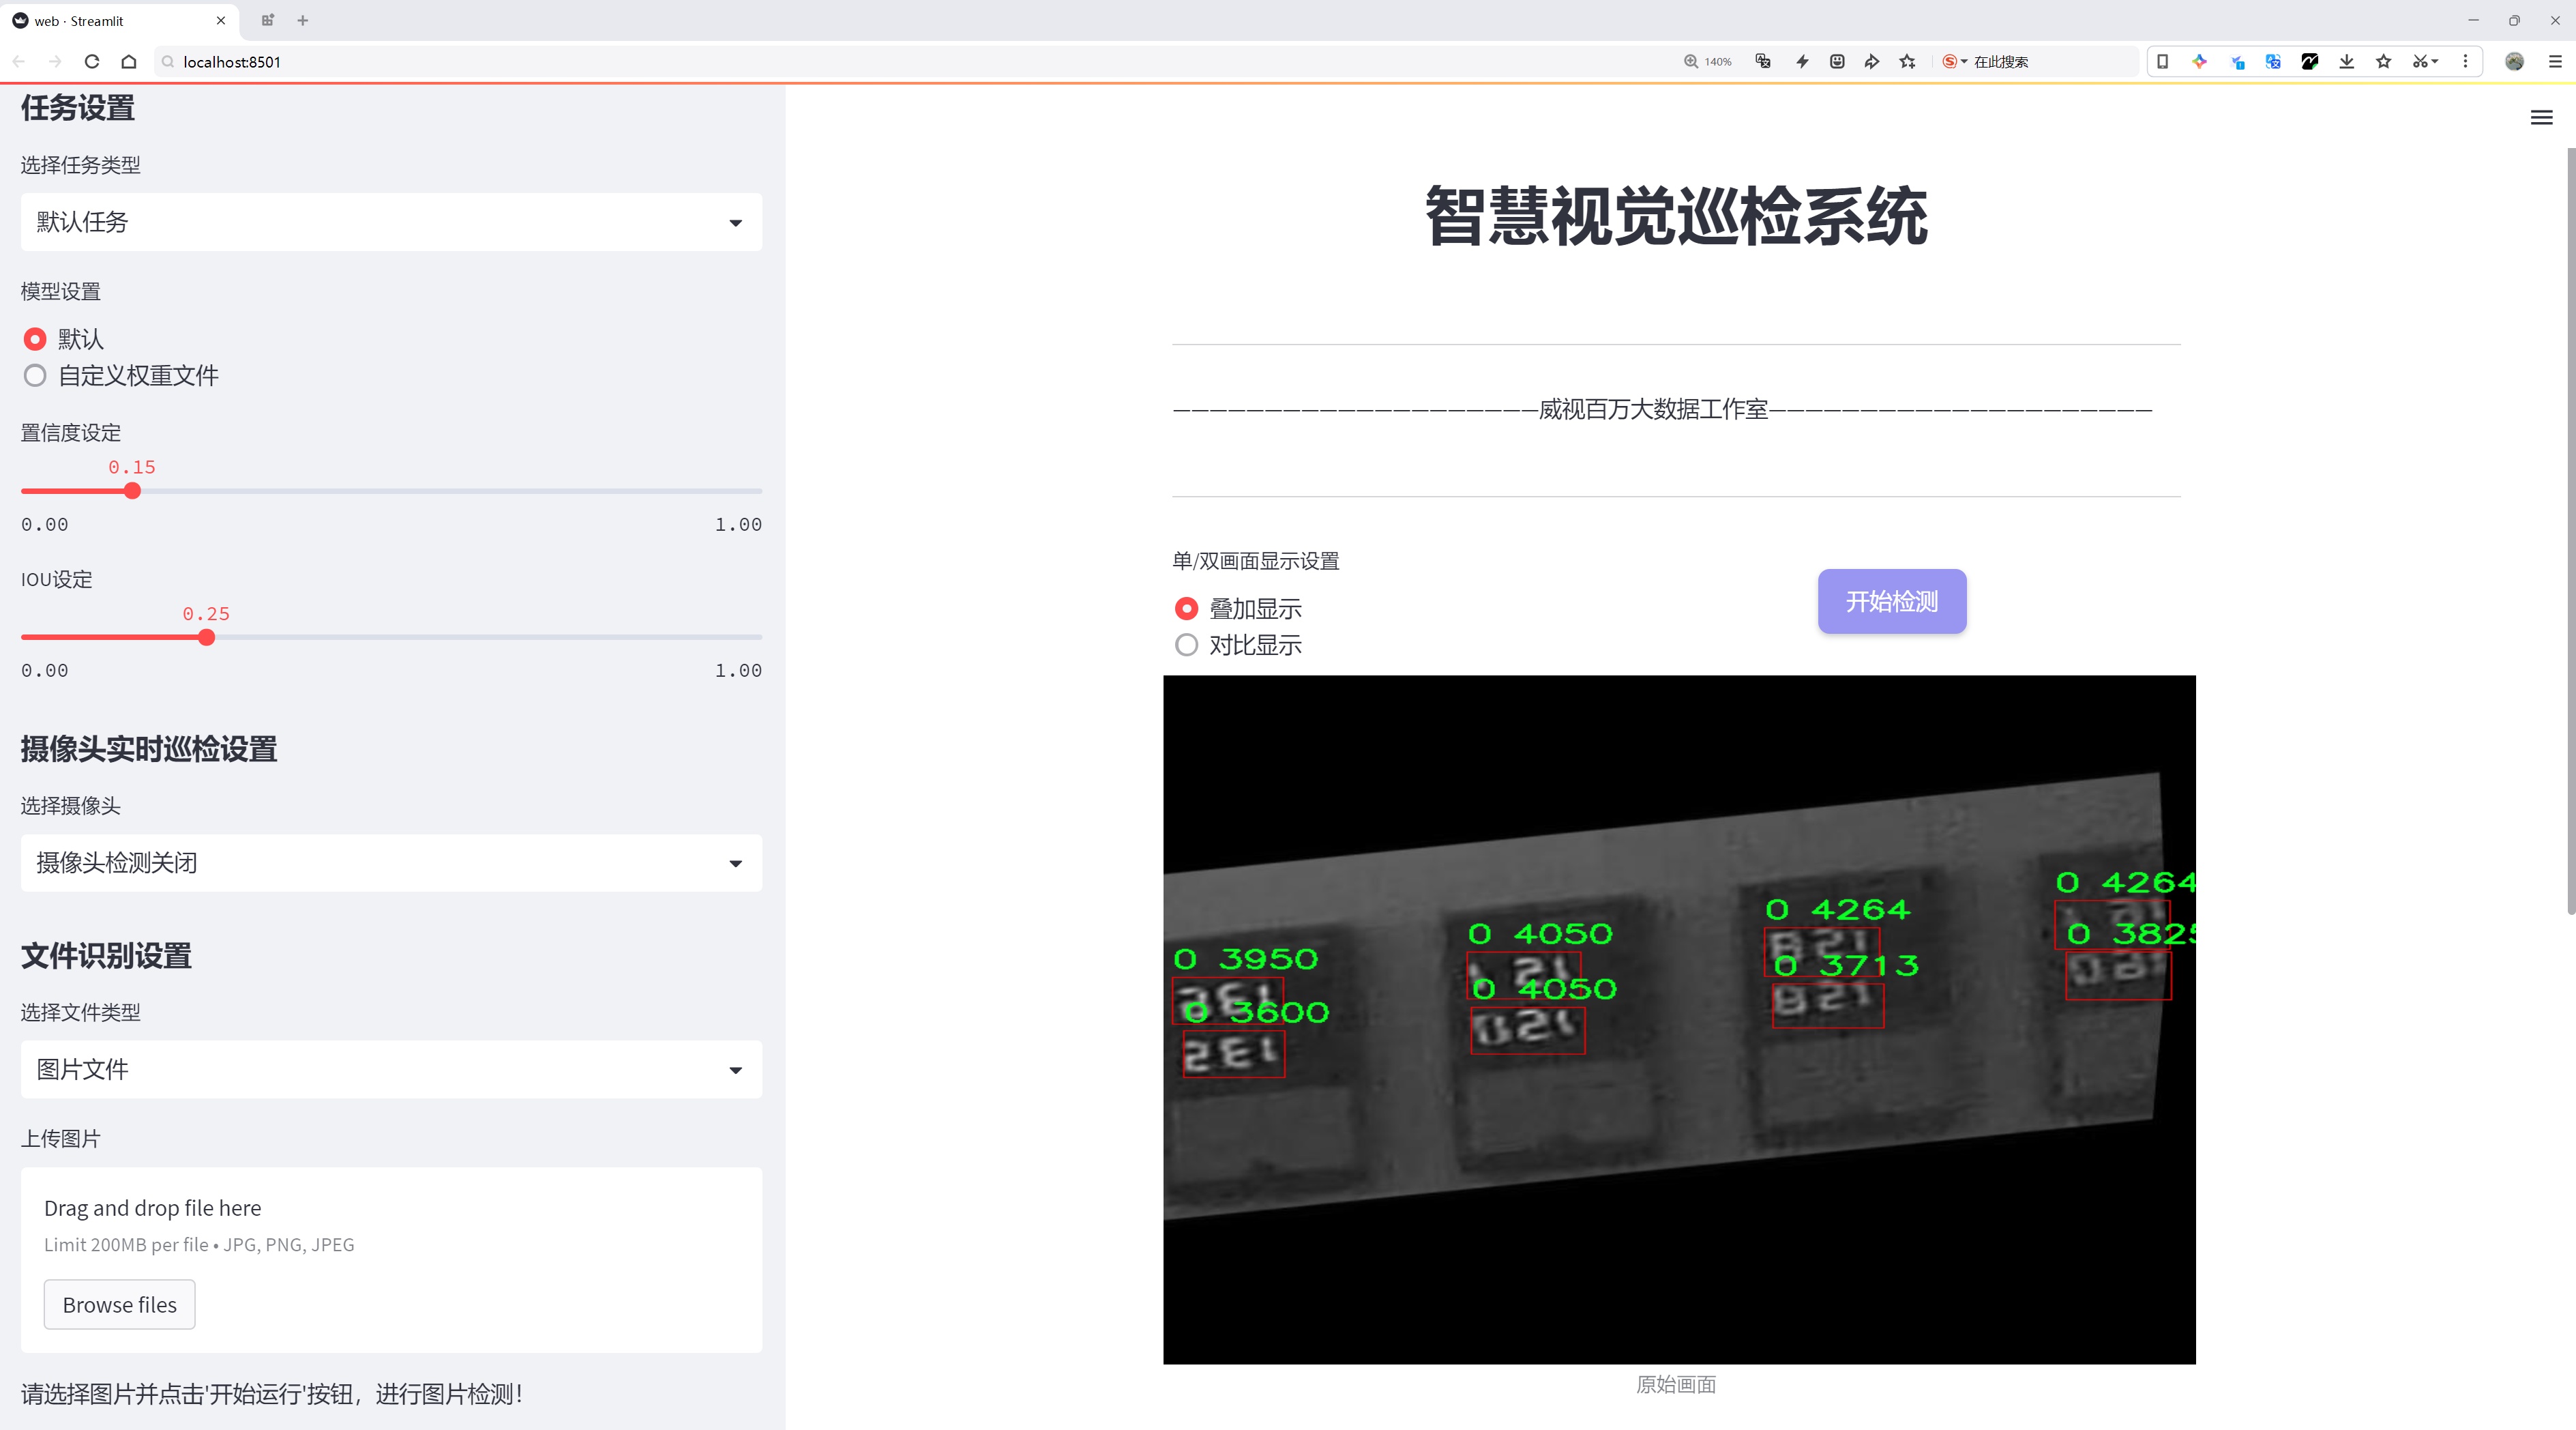 web · Streamlit
localhost:8501
140%
在此搜索
任务设置
选择任务类型
默认任务
模型设置
默认
自定义权重文件
置信度设定
0.15
0.00 1.00
IOU设定
0.25
0.00 1.00
摄像头实时巡检设置
选择摄像头
摄像头检测关闭
文件识别设置
选择文件类型
图片文件
上传图片
Drag and drop file here
Limit 200MB per file • JPG, PNG, JPEG
Browse files
请选择图片并点击'开始运行'按钮，进行图片检测！
智慧视觉巡检系统
————————————————————威视百万大数据工作室—————————————————————
单/双画面显示设置
叠加显示
对比显示
开始检测
0 4264
0 3825
0 4264
0 3713
0 4050
0 4050
0 3950
0 3600
原始画面